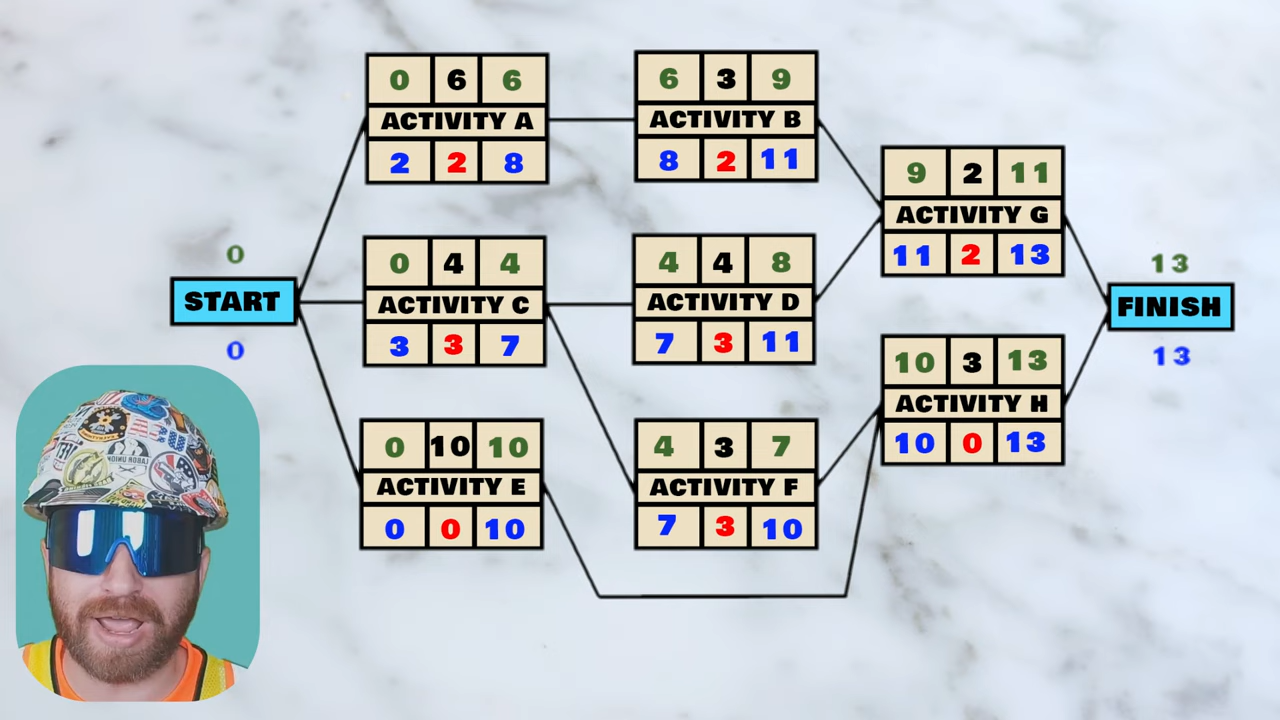 0 6 6
ACTIVITY A
2 2 8
6 3 9
ACTIVITY B
8 2 11
9 2 11
ACTIVITY G
11 2 13
0
START
0
0 4 4
ACTIVITY C
3 3 7
4 4 8
ACTIVITY D
7 3 11
13
FINISH
13
10 3 13
ACTIVITY H
10 0 13
0 10 10
ACTIVITY E
0 0 10
4 3 7
ACTIVITY F
7 3 10